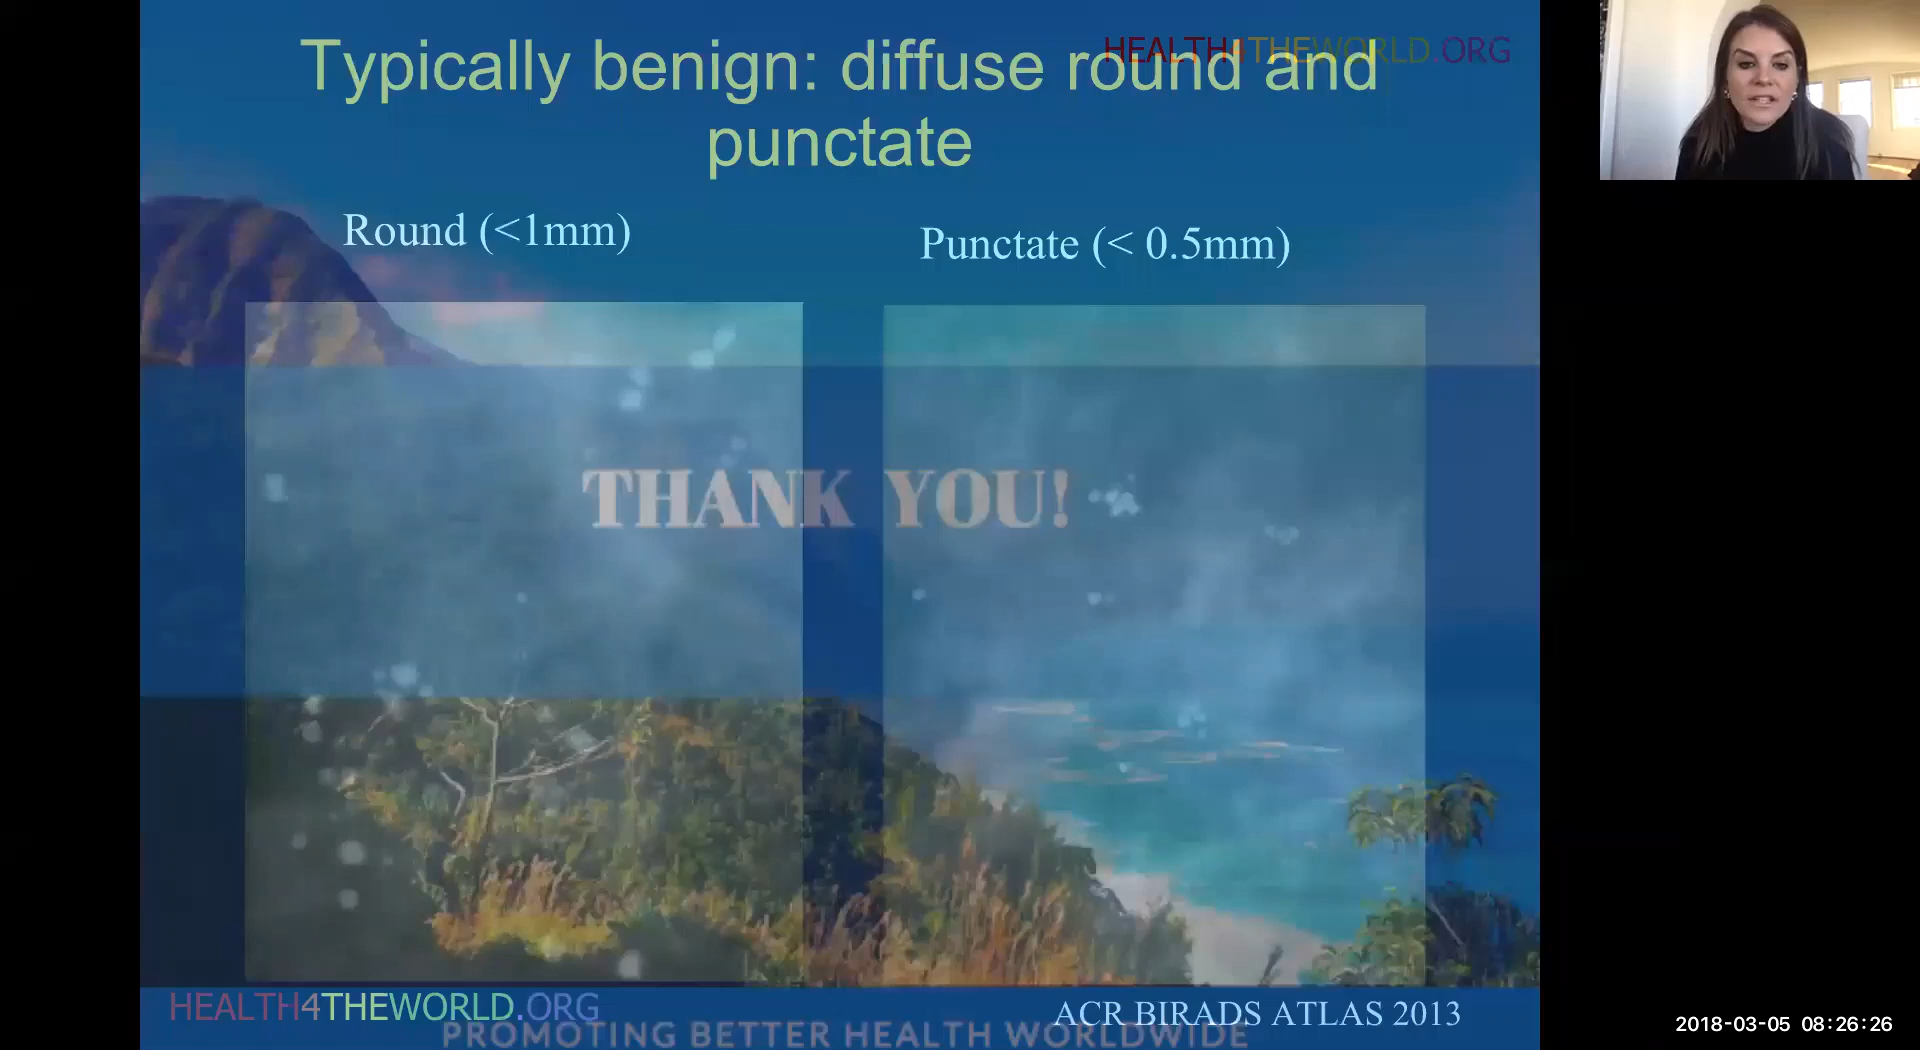 HEALTH4THEWORLD.ORG
Typically benign: diffuse round and
punctate
Round (<1mm)
Punctate (< 0.5mm)
THANK YOU!
HEALTH4THEWORLD.ORG
ACR BIRADS ATLAS 2013
PROMOTING BETTER HEALTH WORLDWIDE
2018-03-05 08:26:26